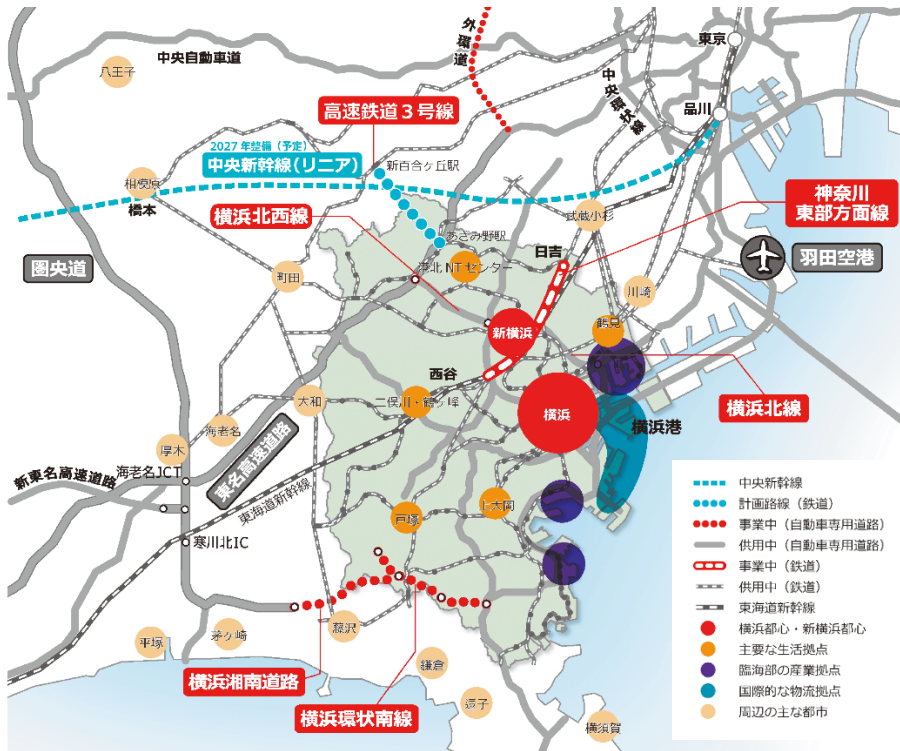 外環道
東京
中央自動車道
八王子
中央環状線
品川
高速鉄道３号線
2027年整備（予定）
中央新幹線（リニア）
新百合ヶ丘駅
相模原
橋本
神奈川
東部方面線
横浜北西線
武蔵小杉
あざみ野駅
日吉
羽田空港
圏央道
港北NTセンター
町田
川崎
鶴見
新横浜
西谷
大和
二俣川・鶴ヶ峰
横浜
横浜北線
横浜港
海老名
厚木
新東名高速道路
海老名JCT
東名高速道路
東海道新幹線
戸塚
上大岡
寒川北IC
中央新幹線
計画路線（鉄道）
事業中（自動車専用道路）
供用中（自動車専用道路）
事業中（鉄道）
供用中（鉄道）
東海道新幹線
横浜都心・新横浜都心
主要な生活拠点
臨海部の産業拠点
国際的な物流拠点
周辺の主な都市
平塚
茅ヶ崎
藤沢
鎌倉
横浜湘南道路
横浜環状南線
逗子
横須賀